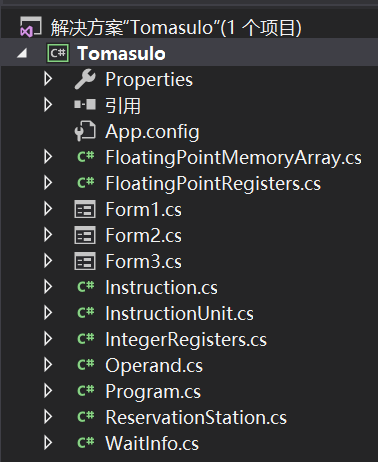 解决方案"Tomasulo"(1 个项目)
C# Tomasulo
Properties
引用
App.config
C# FloatingPointMemoryArray.cs
C# FloatingPointRegisters.cs
Form1.cs
Form2.cs
Form3.cs
C# Instruction.cs
C# InstructionUnit.cs
C# IntegerRegisters.cs
C# Operand.cs
C# Program.cs
C# ReservationStation.cs
C# WaitInfo.cs